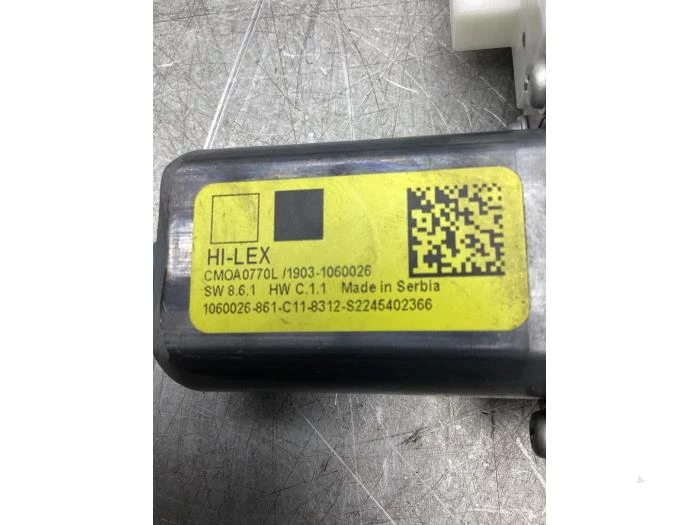 HI-LEX
CMOA0770L /1903-1060026
SW 8.6.1 HW C.1.1 Made in Serbia
1060026-861-C11-8312-S2245402366